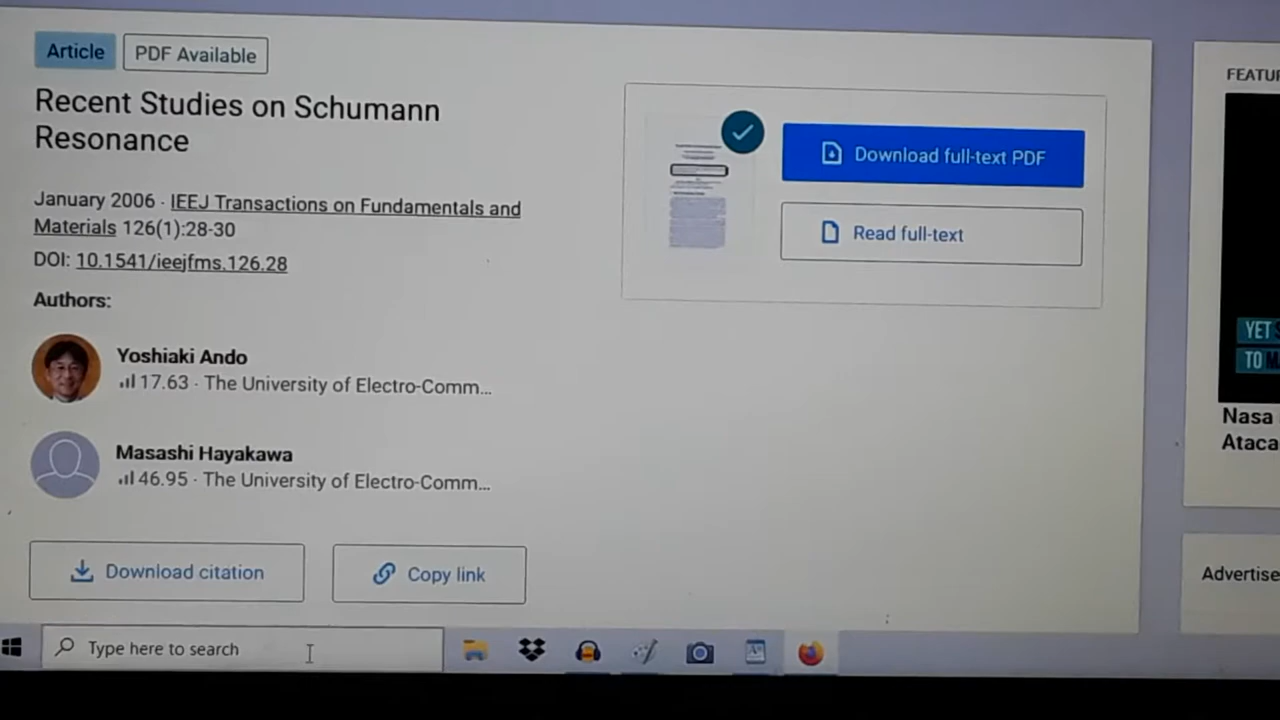 Article
PDF Available
Recent Studies on Schumann
Resonance
January 2006 · IEEJ Transactions on Fundamentals and
Materials 126(1):28-30
DOI: 10.1541/ieejfms.126.28
Authors:
Yoshiaki Ando
17.63 · The University of Electro-Comm...
Masashi Hayakawa
46.95 · The University of Electro-Comm...
Download citation
Copy link
Download full-text PDF
Read full-text
FEATU
YET
TO
Nasa
Ataca
Advertise
Type here to search